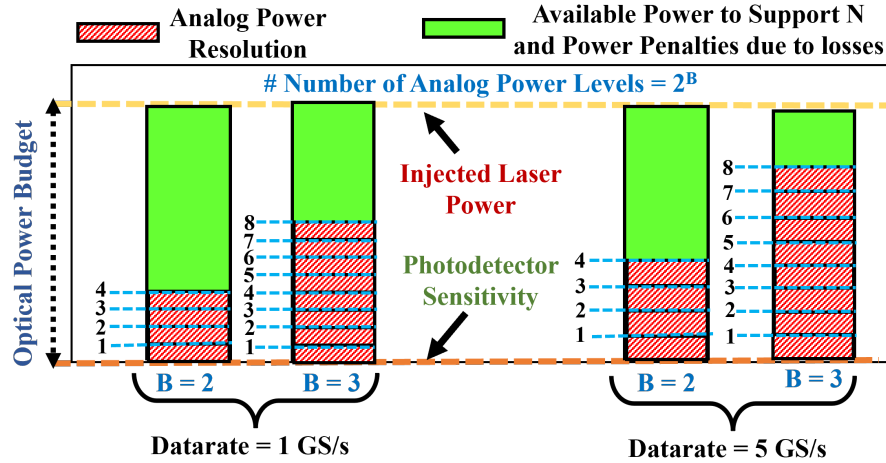 Analog Power
Resolution
Available Power to Support N
and Power Penalties due to losses
# Number of Analog Power Levels = 2ᴮ
Optical Power Budget
Injected Laser
Power
Photodetector
Sensitivity
4
3
2
1
8
7
6
5
4
3
2
1
4
3
2
1
8
7
6
5
4
3
2
1
B = 2
B = 3
B = 2
B = 3
Datarate = 1 GS/s
Datarate = 5 GS/s